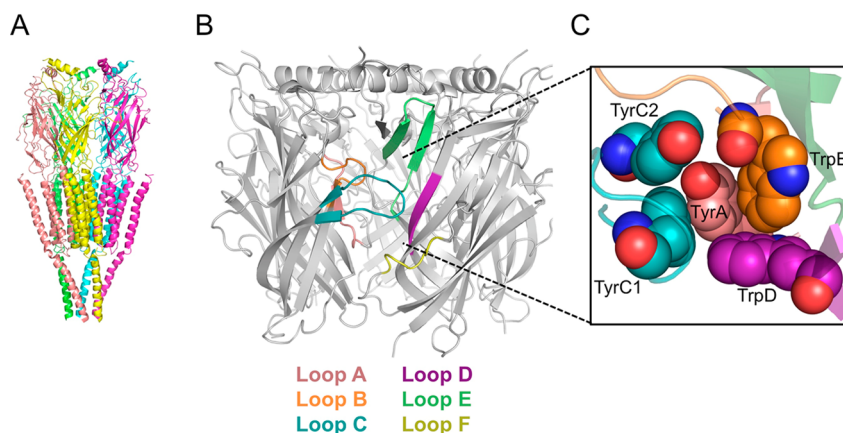 A
B
C
TyrC2
TrpB
TyrA
TyrC1
TrpD
Loop A
Loop D
Loop B
Loop E
Loop C
Loop F